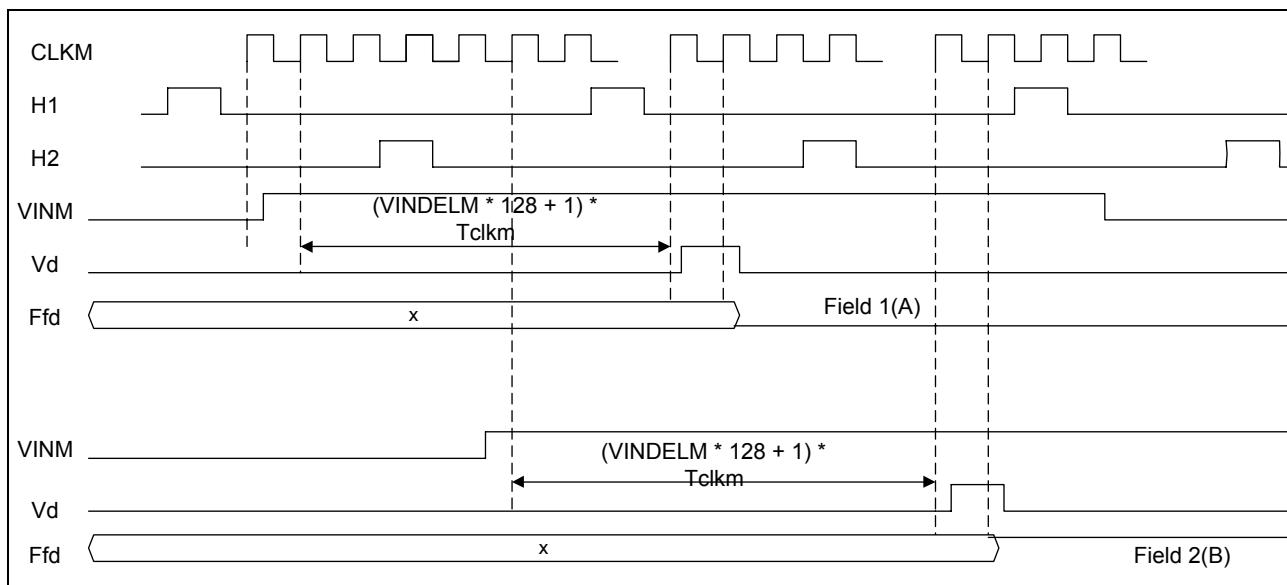 CLKM
H1
H2
VINM
(VINDELM * 128 + 1) *
Tclkm
Vd
Ffd
x
Field 1(A)
VINM
(VINDELM * 128 + 1) *
Tclkm
Vd
Ffd
x
Field 2(B)